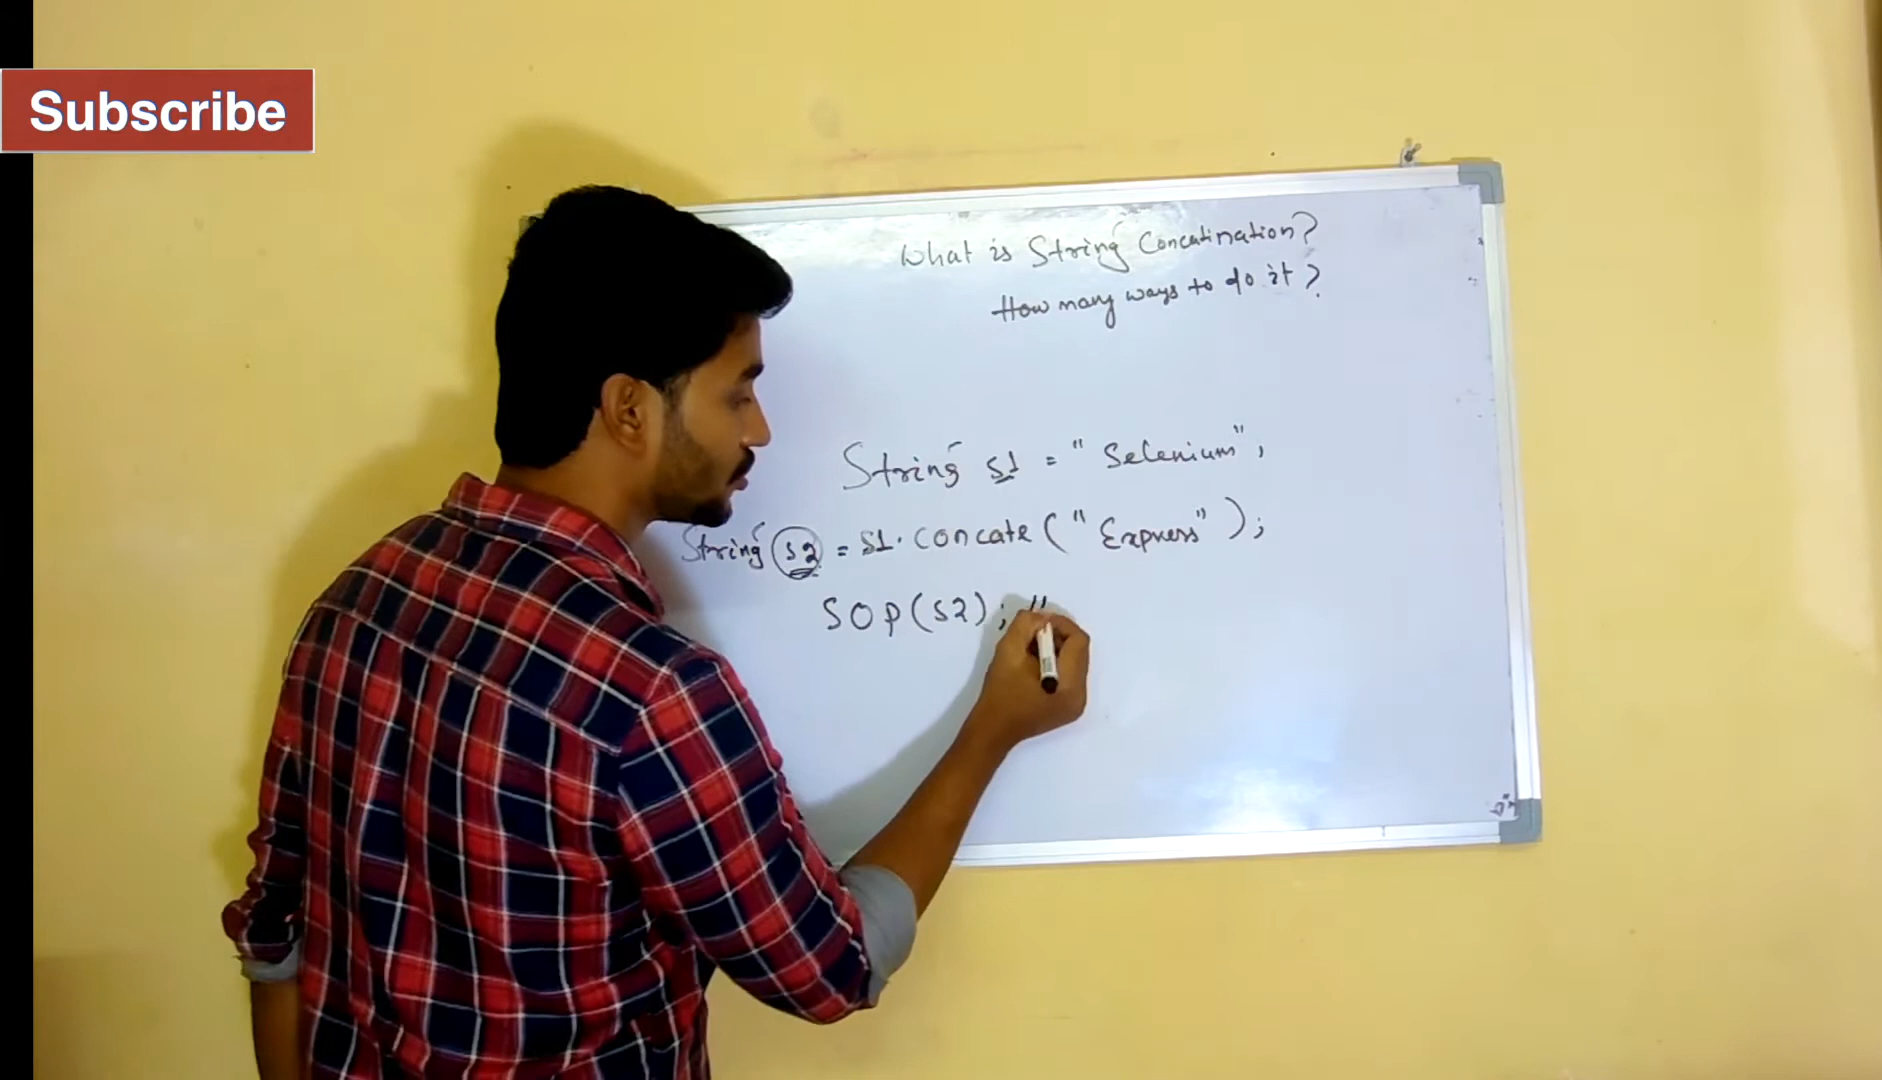 Subscribe
What is String Concatination?
How many ways to do it?
String s1 = "Selenium";
String s2 = s1.concate("Express");
SOP(s2); "